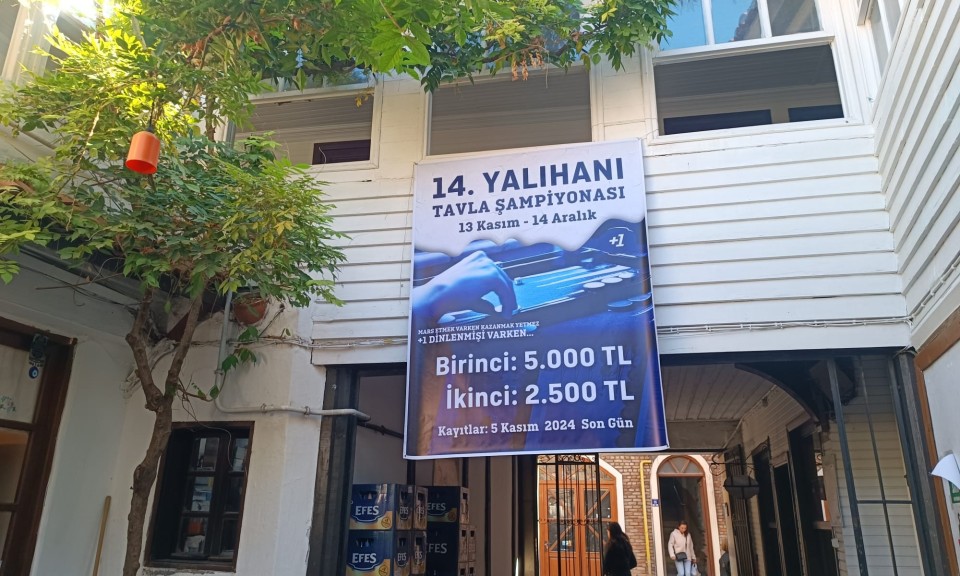 14. YALIHANI
TAVLA ŞAMPİYONASI
13 Kasım - 14 Aralık
+1
MARS ETMEK VARKEN KAZANMAK YETMEZ
+1 DİNLENMİŞİ VARKEN...
Birinci: 5.000 TL
İkinci: 2.500 TL
Kayıtlar: 5 Kasım 2024 Son Gün
EFES
EFES
EFES
EFES
EFES
EFES